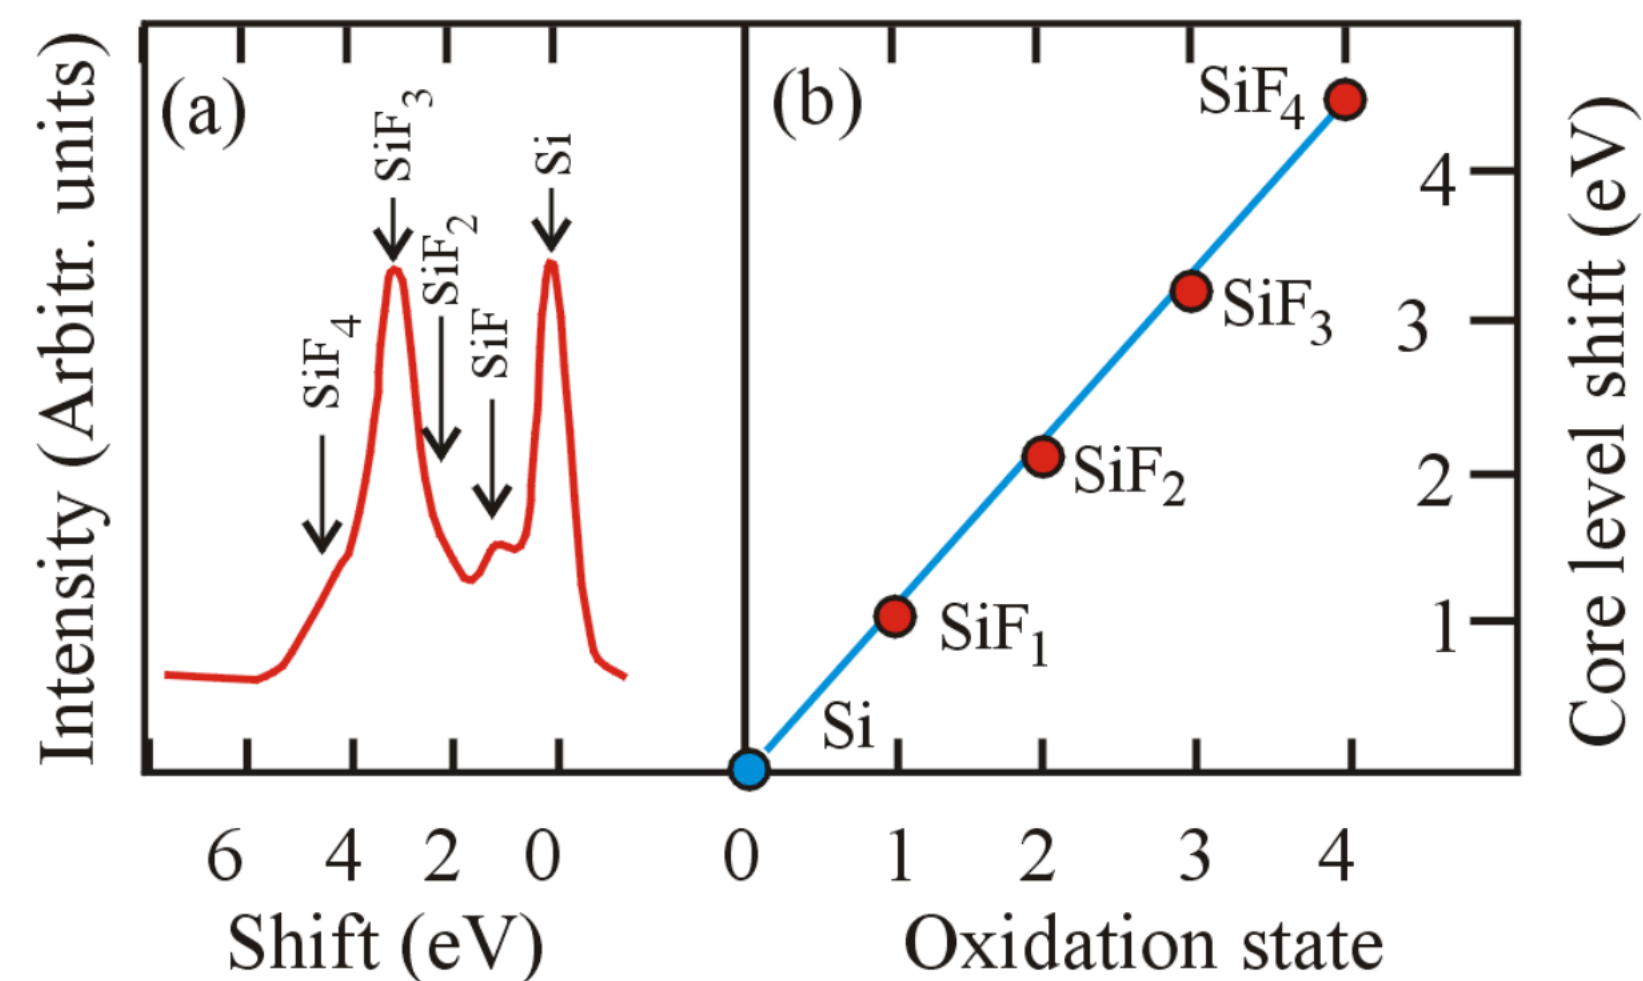 Intensity (Arbitr. units)
(a)
SiF4
SiF3
SiF2
SiF
Si
6 4 2 0
Shift (eV)
(b)
SiF4
SiF3
SiF2
SiF1
Si
0 1 2 3 4
Oxidation state
4
3
2
1
Core level shift (eV)